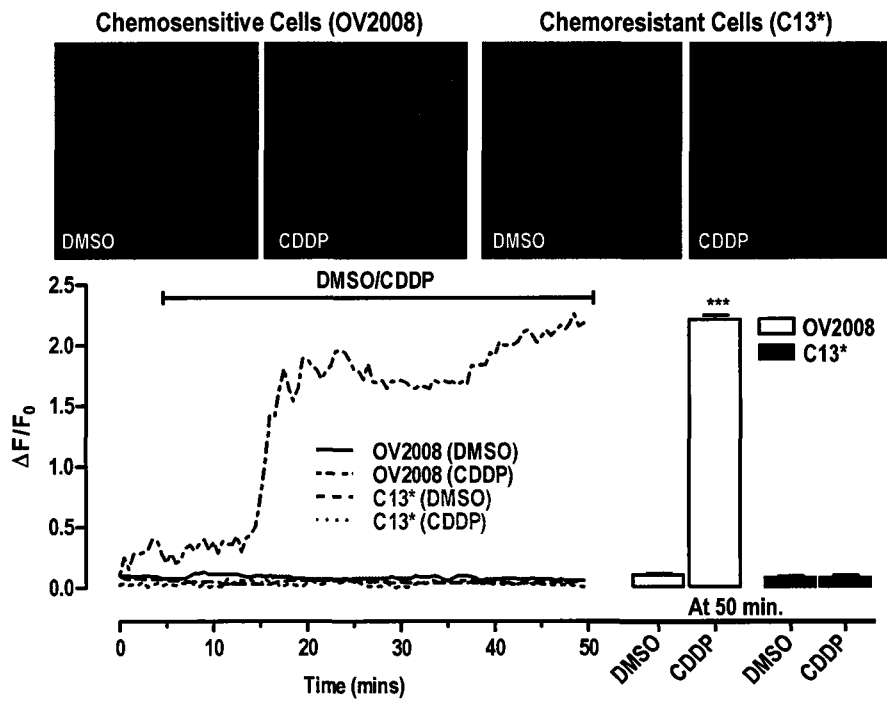 Chemosensitive Cells (OV2008)
Chemoresistant Cells (C13*)
DMSO
CDDP
DMSO
CDDP
DMSO/CDDP
2.5
2.0
1.5
1.0
0.5
0.0
ΔF/F0
OV2008 (DMSO)
OV2008 (CDDP)
C13* (DMSO)
C13* (CDDP)
***
OV2008
C13*
At 50 min.
0
10
20
30
40
50
Time (mins)
DMSO
CDDP
DMSO
CDDP